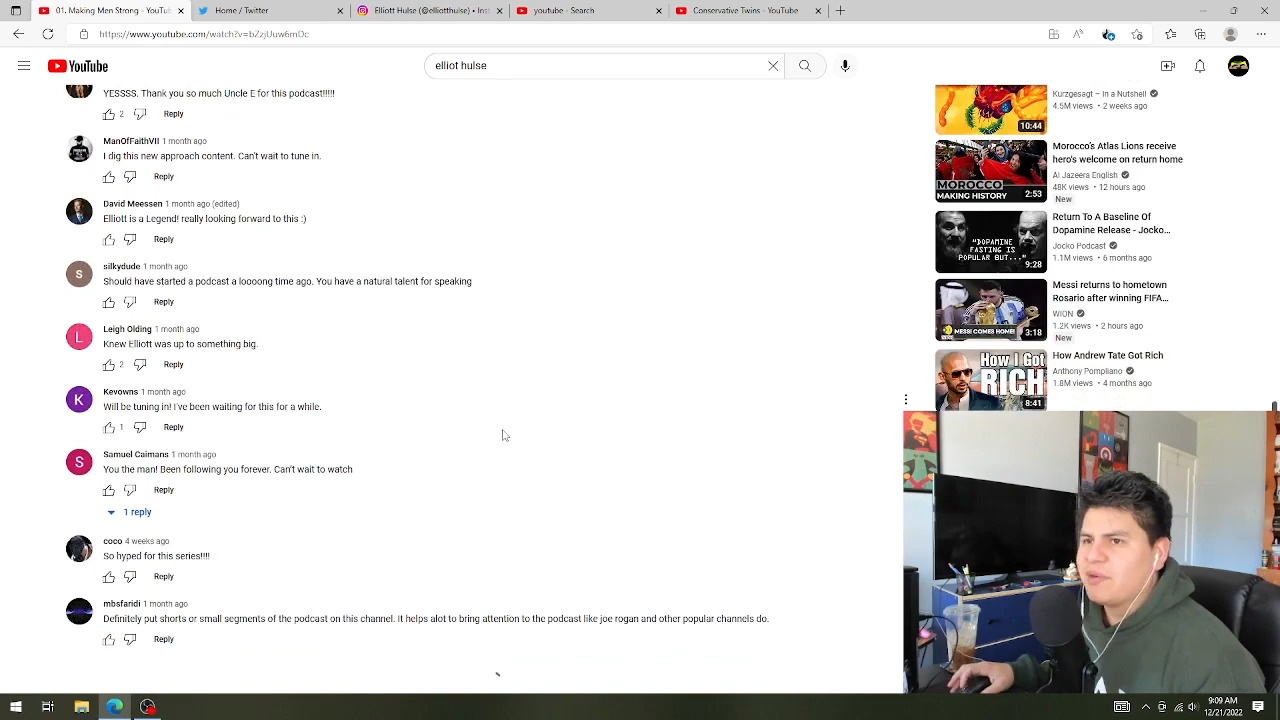 01. Making Men Strong - YouTub
Home / Twitter
Elliott Hulse (@elliotthulse) • Inst
youtube - Search
Conservative Twins - YouTube
https://www.youtube.com/watch?v=bZzjUuw6mDc
YouTube
elliot hulse
YESSSS. Thank you so much Uncle E for this podcast!!!!!
2 Reply
ManOfFaithVII 1 month ago
I dig this new approach content. Can't wait to tune in.
Reply
David Meessen 1 month ago (edited)
Elliott is a Legend! really looking forward to this :)
Reply
S
silkydude 1 month ago
Should have started a podcast a loooong time ago. You have a natural talent for speaking
Reply
L
Leigh Olding 1 month ago
Knew Elliott was up to something big.
2 Reply
K
Kevowns 1 month ago
Will be tuning in! I've been waiting for this for a while.
1 Reply
S
Samuel Caimans 1 month ago
You the man! Been following you forever. Can't wait to watch
Reply
1 reply
coco 4 weeks ago
So hyped for this series!!!!
Reply
mbsfaridi 1 month ago
Definitely put shorts or small segments of the podcast on this channel. It helps alot to bring attention to the podcast like joe rogan and other popular channels do.
Reply
Kurzgesagt – In a Nutshell
4.5M views • 2 weeks ago
10:44
Morocco's Atlas Lions receive
hero's welcome on return home
Al Jazeera English
48K views • 12 hours ago
New
MOROCCO
MAKING HISTORY
2:53
Return To A Baseline Of
Dopamine Release - Jocko...
Jocko Podcast
1.1M views • 6 months ago
"DOPAMINE
FASTING IS
POPULAR BUT..."
9:28
Messi returns to hometown
Rosario after winning FIFA...
WION
1.2K views • 2 hours ago
New
MESSI COMES HOME!
3:18
How Andrew Tate Got Rich
Anthony Pompliano
1.8M views • 4 months ago
How I Got
RICH
8:41
9:09 AM
12/21/2022